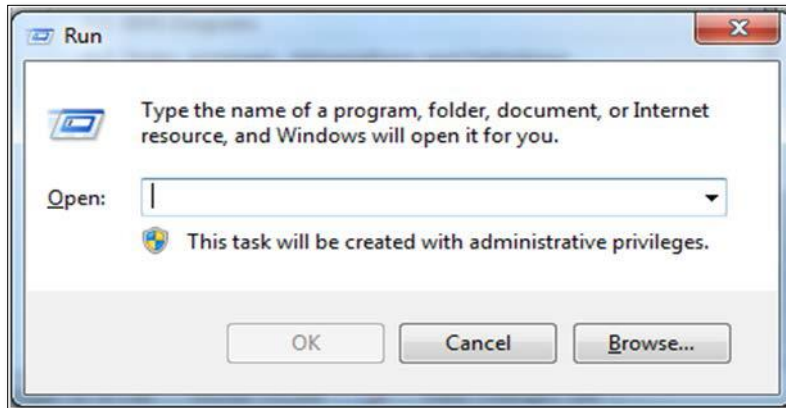 Run
Type the name of a program, folder, document, or Internet
resource, and Windows will open it for you.
Open:
This task will be created with administrative privileges.
OK
Cancel
Browse...